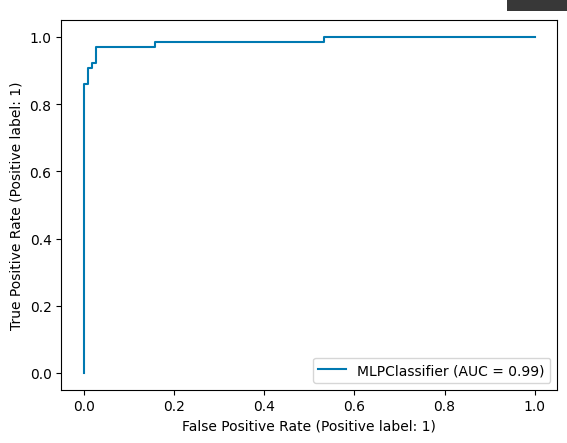 1.0
0.8
0.6
0.4
0.2
0.0
True Positive Rate (Positive label: 1)
MLPClassifier (AUC = 0.99)
0.0 0.2 0.4 0.6 0.8 1.0
False Positive Rate (Positive label: 1)